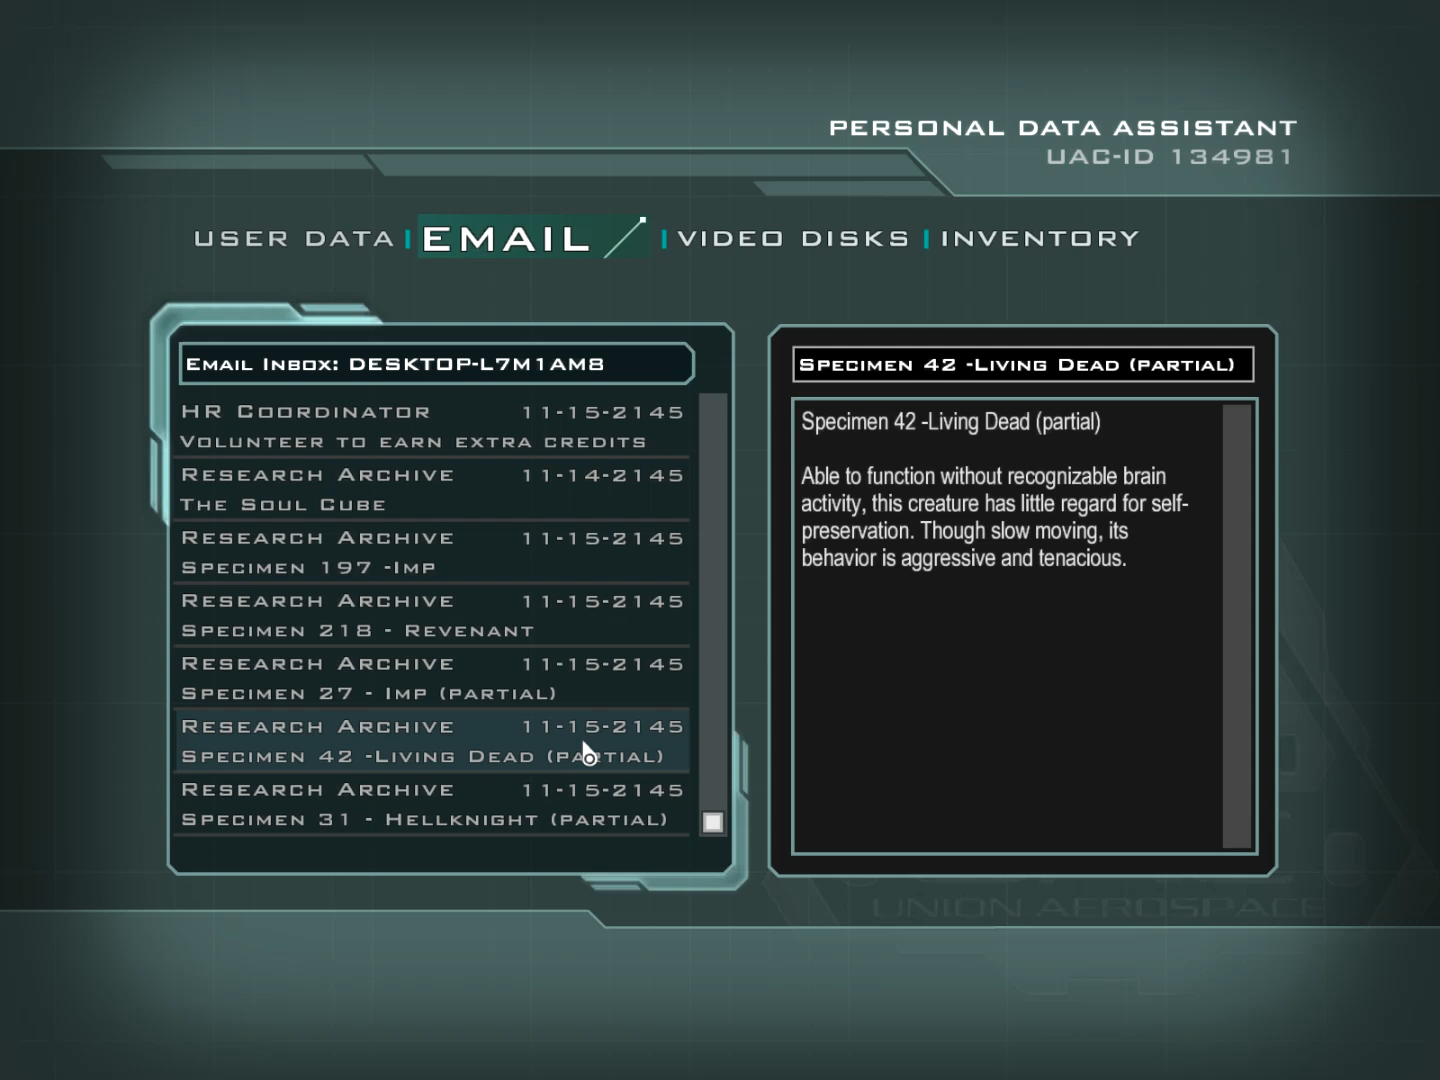 PERSONAL DATA ASSISTANT
UAC-ID 134981
USER DATA | EMAIL | VIDEO DISKS | INVENTORY
EMAIL INBOX: DESKTOP-L7M1AM8
HR COORDINATOR 11-15-2145
VOLUNTEER TO EARN EXTRA CREDITS
RESEARCH ARCHIVE 11-14-2145
THE SOUL CUBE
RESEARCH ARCHIVE 11-15-2145
SPECIMEN 197 -IMP
RESEARCH ARCHIVE 11-15-2145
SPECIMEN 218 - REVENANT
RESEARCH ARCHIVE 11-15-2145
SPECIMEN 27 - IMP (PARTIAL)
RESEARCH ARCHIVE 11-15-2145
SPECIMEN 42 -LIVING DEAD (PARTIAL)
RESEARCH ARCHIVE 11-15-2145
SPECIMEN 31 - HELLKNIGHT (PARTIAL)
SPECIMEN 42 -LIVING DEAD (PARTIAL)
Specimen 42 -Living Dead (partial)
Able to function without recognizable brain
activity, this creature has little regard for self-
preservation. Though slow moving, its
behavior is aggressive and tenacious.
UNION AEROSPACE